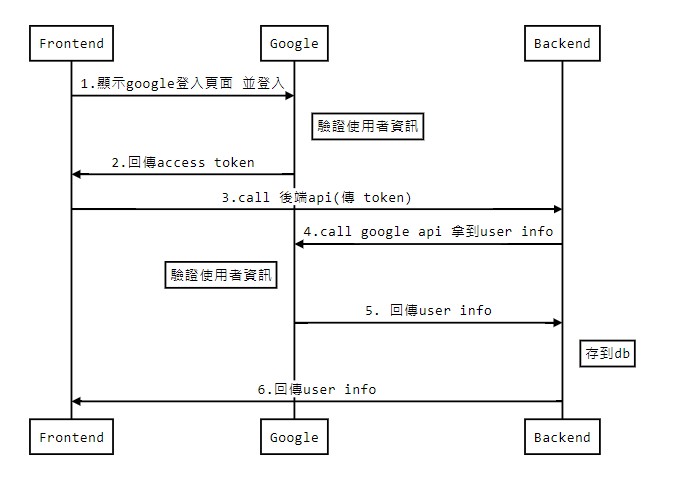 Frontend
Google
Backend
1.顯示google登入頁面 並登入
驗證使用者資訊
2.回傳access token
3.call 後端api(傳 token)
4.call google api 拿到user info
驗證使用者資訊
5. 回傳user info
存到db
6.回傳user info
Frontend
Google
Backend